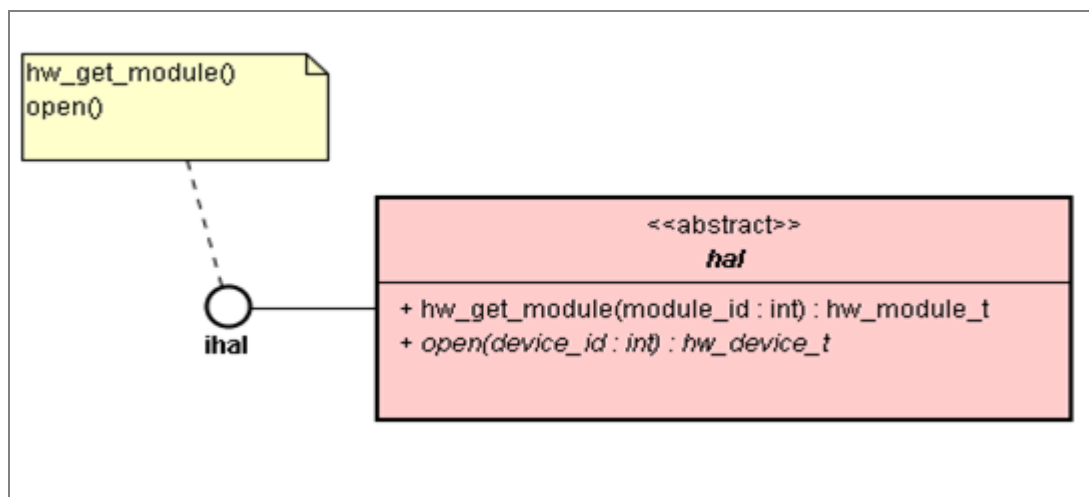 hw_get_module()
open()
<<abstract>>
hal
+ hw_get_module(module_id : int) : hw_module_t
+ open(device_id : int) : hw_device_t
ihal